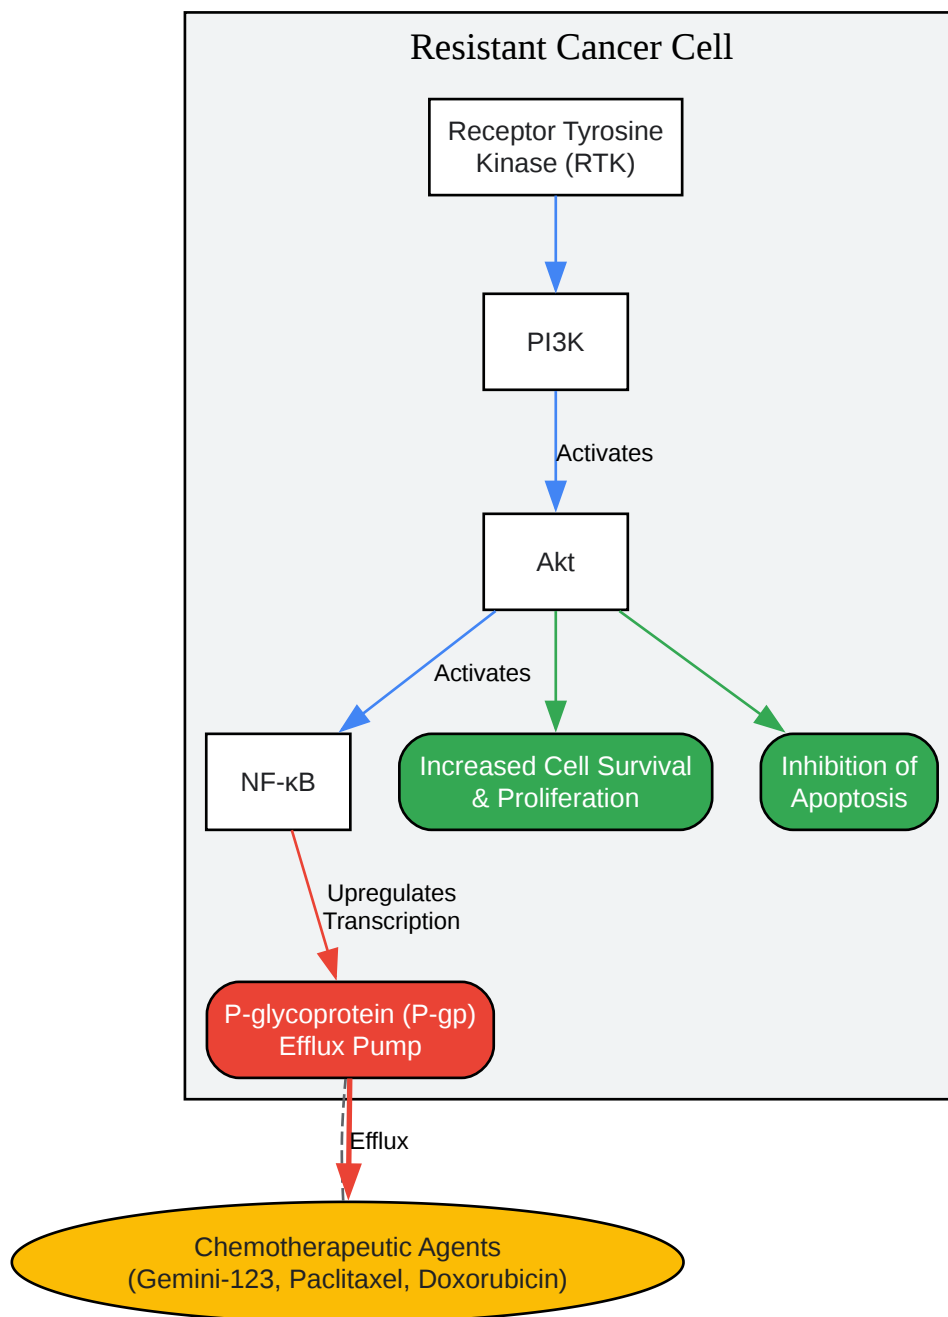 Resistant Cancer Cell
Receptor Tyrosine
Kinase (RTK)
PI3K
Activates
Akt
Activates
NF-κB
Increased Cell Survival
& Proliferation
Inhibition of
Apoptosis
Upregulates
Transcription
P-glycoprotein (P-gp)
Efflux Pump
Efflux
Chemotherapeutic Agents
(Gemini-123, Paclitaxel, Doxorubicin)